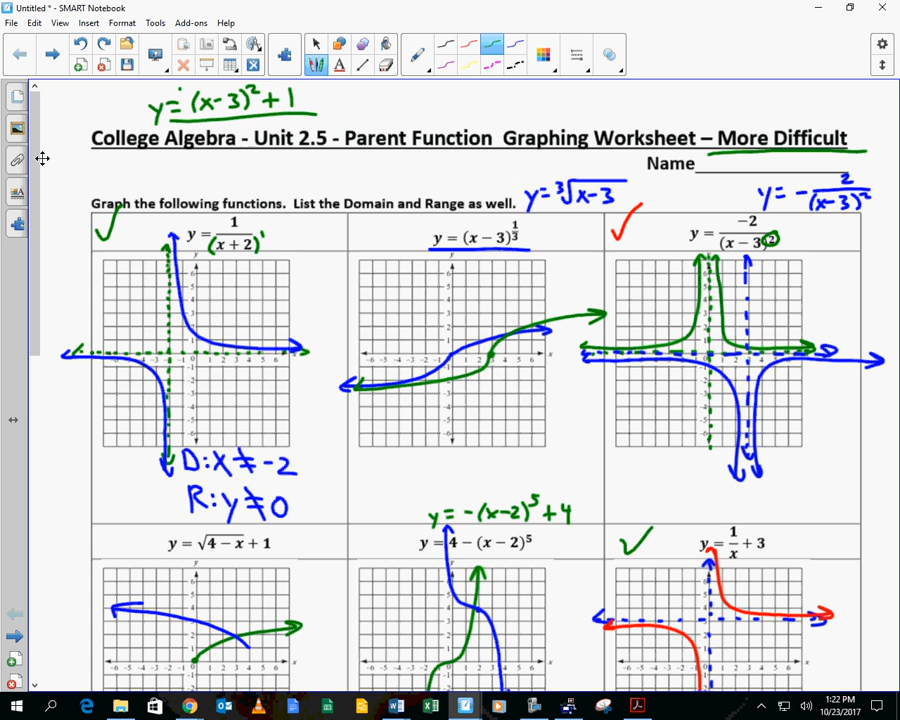 Untitled * - SMART Notebook
File Edit View Insert Format Tools Add-ons Help
y = (x-3)² + 1
College Algebra - Unit 2.5 - Parent Function Graphing Worksheet – More Difficult
Name
Graph the following functions. List the Domain and Range as well.
y = ³√x-3
y = - 2/(x-3)²
y = 1/(x + 2)¹
y = (x − 3)^(1/3)
y = −2/(x − 3)²
D: x ≠ -2
R: y ≠ 0
y = -(x-2)⁵ + 4
y = √4 − x + 1
y = 4 − (x − 2)⁵
y = 1/x + 3
1:22 PM
10/23/2017